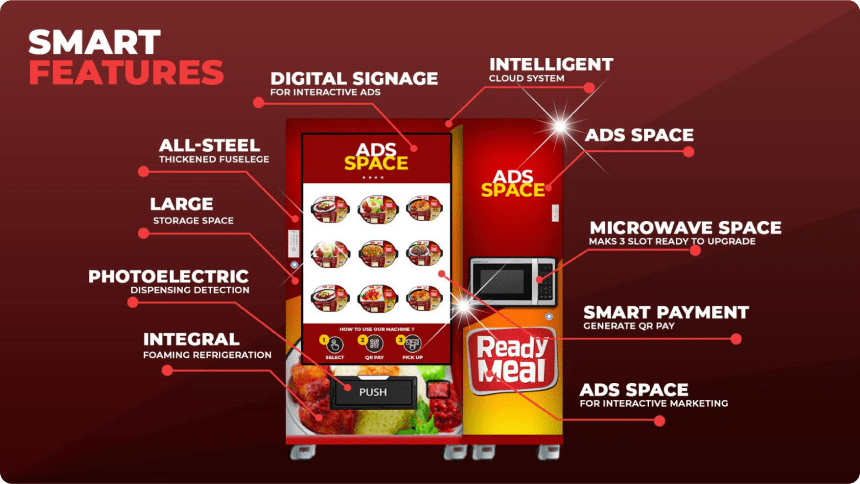 SMART
FEATURES
DIGITAL SIGNAGE
FOR INTERACTIVE ADS
INTELLIGENT
CLOUD SYSTEM
ALL-STEEL
THICKENED FUSELEGE
ADS SPACE
LARGE
STORAGE SPACE
MICROWAVE SPACE
MAKS 3 SLOT READY TO UPGRADE
PHOTOELECTRIC
DISPENSING DETECTION
SMART PAYMENT
GENERATE QR PAY
INTEGRAL
FOAMING REFRIGERATION
ADS SPACE
FOR INTERACTIVE MARKETING
ADS
SPACE
ADS
SPACE
HOW TO USE OUR MACHINE ?
1 2 3
SELECT QR PAY PICK UP
PUSH
Ready
Meal